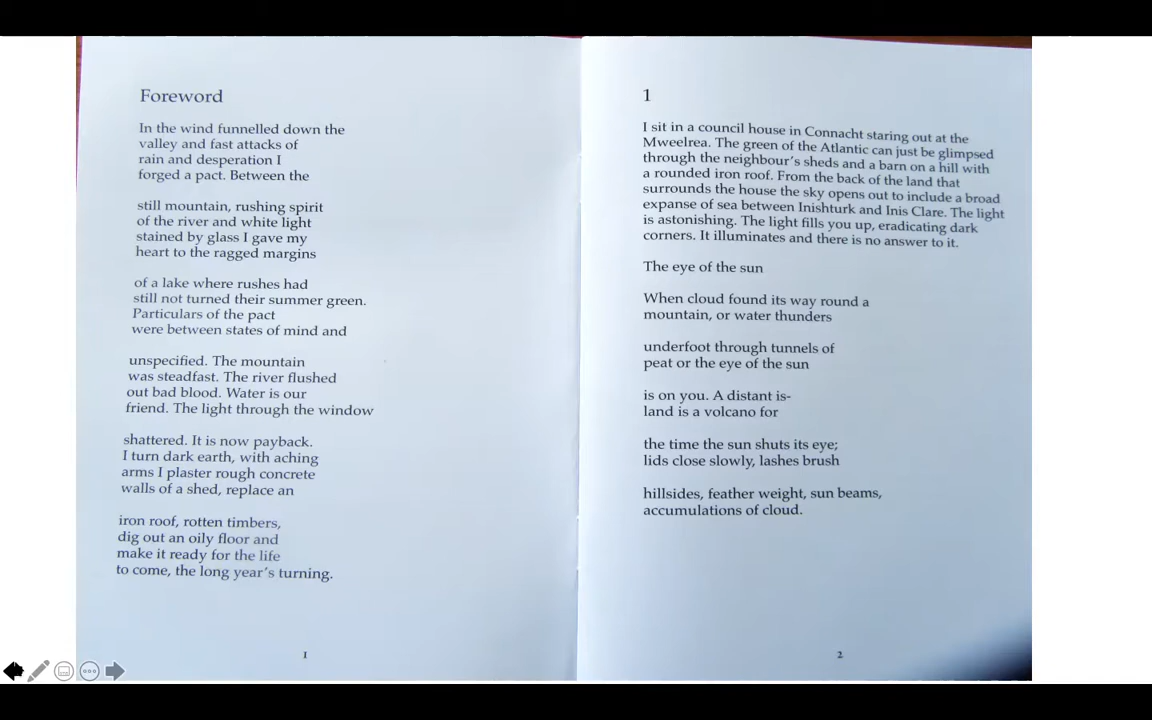 Foreword
In the wind funnelled down the
valley and fast attacks of
rain and desperation I
forged a pact. Between the
still mountain, rushing spirit
of the river and white light
stained by glass I gave my
heart to the ragged margins
of a lake where rushes had
still not turned their summer green.
Particulars of the pact
were between states of mind and
unspecified. The mountain
was steadfast. The river flushed
out bad blood. Water is our
friend. The light through the window
shattered. It is now payback.
I turn dark earth, with aching
arms I plaster rough concrete
walls of a shed, replace an
iron roof, rotten timbers,
dig out an oily floor and
make it ready for the life
to come, the long year's turning.
1
1
I sit in a council house in Connacht staring out at the
Mweelrea. The green of the Atlantic can just be glimpsed
through the neighbour's sheds and a barn on a hill with
a rounded iron roof. From the back of the land that
surrounds the house the sky opens out to include a broad
expanse of sea between Inishturk and Inis Clare. The light
is astonishing. The light fills you up, eradicating dark
corners. It illuminates and there is no answer to it.
The eye of the sun
When cloud found its way round a
mountain, or water thunders
underfoot through tunnels of
peat or the eye of the sun
is on you. A distant is-
land is a volcano for
the time the sun shuts its eye;
lids close slowly, lashes brush
hillsides, feather weight, sun beams,
accumulations of cloud.
2